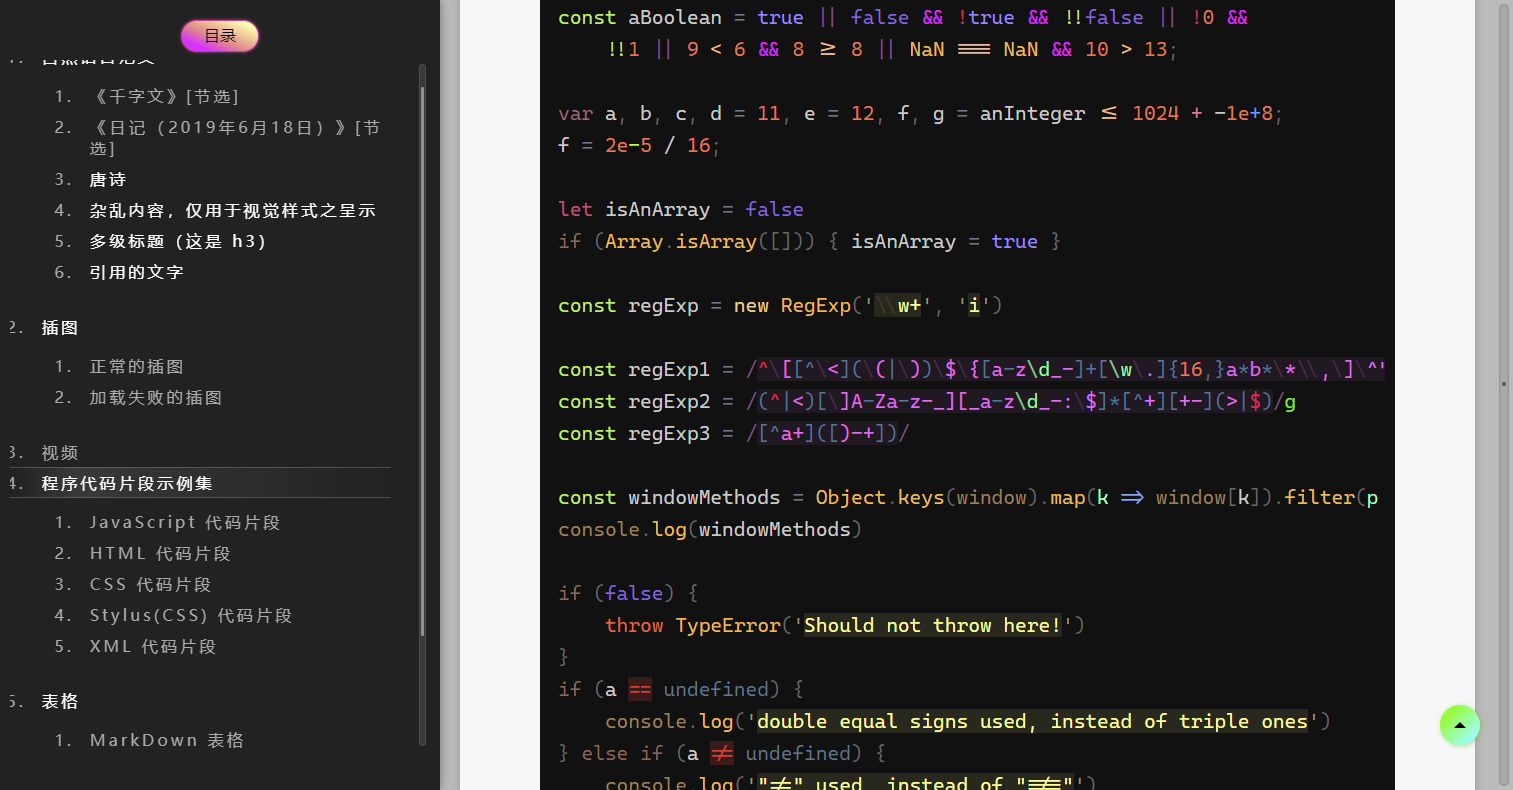 目录
1. 《千字文》[节选]
2. 《日记（2019年6月18日）》[节
选]
3. 唐诗
4. 杂乱内容，仅用于视觉样式之呈示
5. 多级标题（这是 h3）
6. 引用的文字
2. 插图
1. 正常的插图
2. 加载失败的插图
3. 视频
4. 程序代码片段示例集
1. JavaScript 代码片段
2. HTML 代码片段
3. CSS 代码片段
4. Stylus(CSS) 代码片段
5. XML 代码片段
5. 表格
1. MarkDown 表格
const aBoolean = true || false && !true && !!false || !0 &&
!!1 || 9 < 6 && 8 ≥ 8 || NaN === NaN && 10 > 13;
var a, b, c, d = 11, e = 12, f, g = anInteger ≤ 1024 + -1e+8;
f = 2e-5 / 16;
let isAnArray = false
if (Array.isArray([])) { isAnArray = true }
const regExp = new RegExp('\\w+', 'i')
const regExp1 = /^\[[^\<](\(|\))\$\{[a-z\d_-]+[\w\.]{16,}a*b*\*\\,\]\^'
const regExp2 = /(^|<)[\]A-Za-z-_][_a-z\d_-:\$]*[^+][+-](>|$)/g
const regExp3 = /[^a+]([)-+])/
const windowMethods = Object.keys(window).map(k => window[k]).filter(p
console.log(windowMethods)
if (false) {
throw TypeError('Should not throw here!')
}
if (a == undefined) {
console.log('double equal signs used, instead of triple ones')
} else if (a != undefined) {
console.log('"!=" used, instead of "!=="')